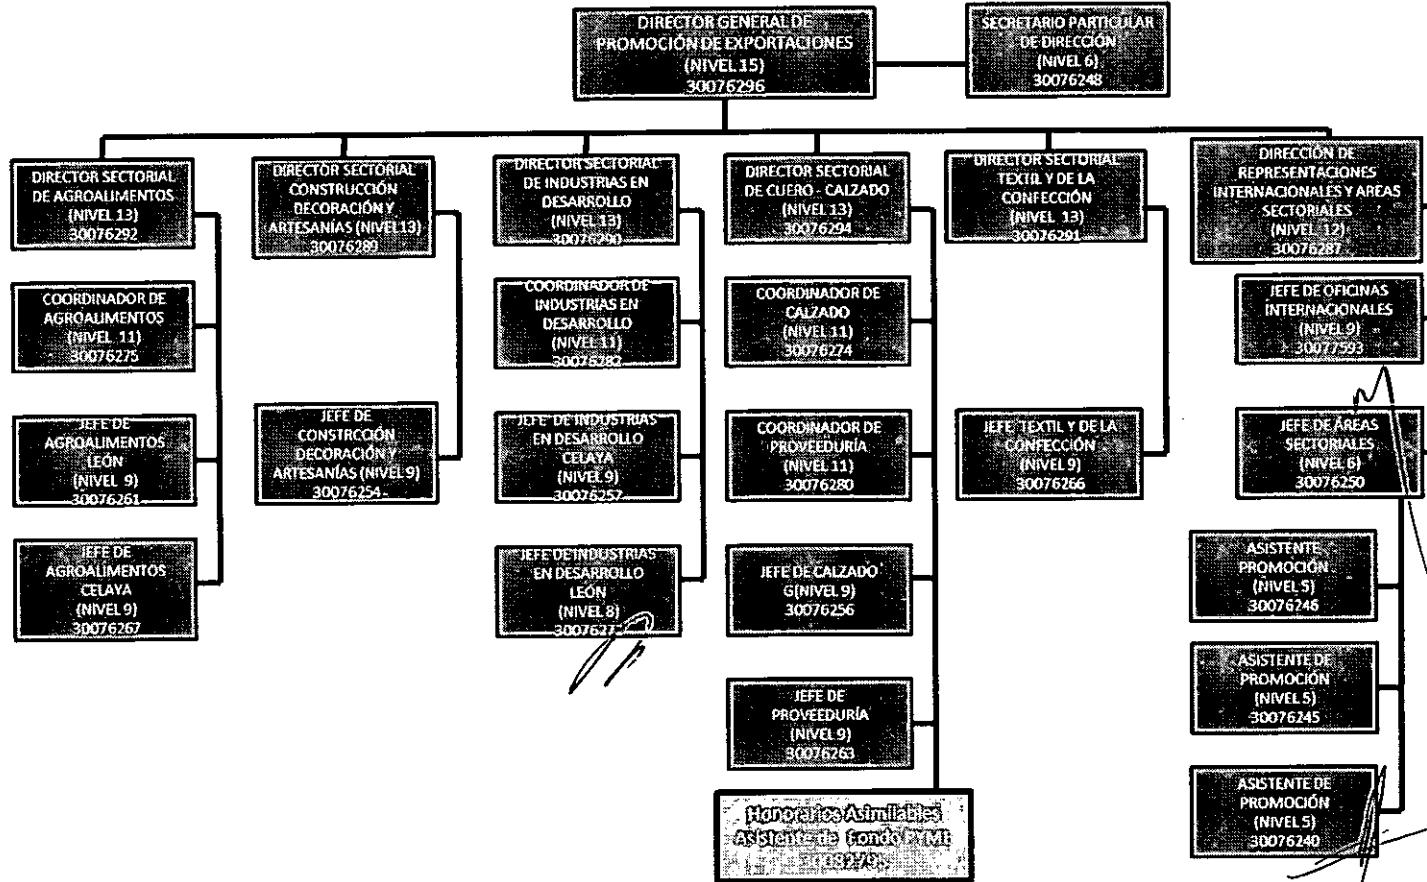 DIRECTOR GENERAL DE
PROMOCIÓN DE EXPORTACIONES
(NIVEL 15)
30076296
SECRETARIO PARTICULAR
DE DIRECCIÓN
(NIVEL 6)
30076248
DIRECTOR SECTORIAL
DE AGROALIMENTOS
(NIVEL 13)
30076292
COORDINADOR DE
AGROALIMENTOS
(NIVEL 11)
30076275
JEFE DE
AGROALIMENTOS
LEÓN
(NIVEL 9)
30076261
JEFE DE
AGROALIMENTOS
CELAYA
(NIVEL 9)
30076267
DIRECTOR SECTORIAL
CONSTRUCCIÓN
DECORACIÓN Y
ARTESANÍAS (NIVEL13)
30076289
JEFE DE
CONSTRCCIÓN
DECORACIÓN Y
ARTESANÍAS (NIVEL 9)
30076254
DIRECTOR SECTORIAL
DE INDUSTRIAS EN
DESARROLLO
(NIVEL 13)
30076290
COORDINADOR DE
INDUSTRIAS EN
DESARROLLO
(NIVEL 11)
30076282
JEFE DE INDUSTRIAS
EN DESARROLLO
CELAYA
(NIVEL 9)
30076257
JEFE DE INDUSTRIAS
EN DESARROLLO
LEÓN
(NIVEL 8)
DIRECTOR SECTORIAL
DE CUERO - CALZADO
(NIVEL 13)
30076294
COORDINADOR DE
CALZADO
(NIVEL 11)
30076274
COORDINADOR DE
PROVEEDURÍA
(NIVEL 11)
30076280
JEFE DE CALZADO
G(NIVEL 9)
30076256
JEFE DE
PROVEEDURÍA
(NIVEL 9)
30076263
Honorarios Asimilables
Asistente de Fondo PYME
DIRECTOR SECTORIAL
TEXTIL Y DE LA
CONFECCIÓN
(NIVEL 13)
30076291
JEFE TEXTIL Y DE LA
CONFECCIÓN
(NIVEL 9)
30076266
DIRECCIÓN DE
REPRESENTACIONES
INTERNACIONALES Y AREAS
SECTORIALES
(NIVEL 12)
30076287
JEFE DE OFICINAS
INTERNACIONALES
(NIVEL 9)
30077593
JEFE DE ÁREAS
SECTORIALES
(NIVEL 6)
30076250
ASISTENTE
PROMOCIÓN
(NIVEL 5)
30076246
ASISTENTE DE
PROMOCIÓN
(NIVEL 5)
30076245
ASISTENTE DE
PROMOCIÓN
(NIVEL 5)
30076240